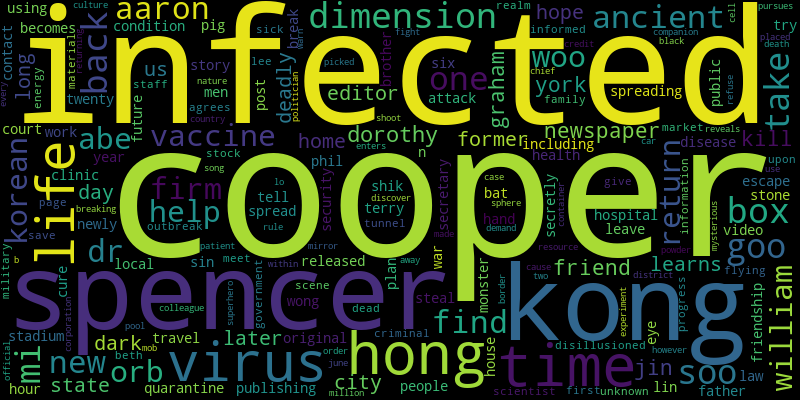 using
culture
becomes
contact
long
materials
energy
aaron
condition
pig
back
twenty
us
staff
men
sick
story
brother
break
lee
warn
dimension
realm
informed
cell
hope
ancient
pursues
try
placed
companion
black
credit
fight
picked
death
every
returning
infected
future
agrees
nature
country
post
deadly
editor
six
attack
graham
one
shoot
politician
woo
york
chief
family
spreading
public
take
refuse
korean
court
work
abe
year
vaccine
stock
song
home
phil
n
dorothy
former
including
newspaper
market
reveals
kill
car
disease
health
life
page
clinic
day
firm
help
breaking
newly
save
b
military
cooper
lo
enters
tell
spread
security
shik
discover
terry
tunnel
secretary
made
case
bat
sphere
hand
demand
secretly
give
container
hospital
leave
resource
return
information
mysterious
powder
use
upon
escape
stone
box
video
flying
dr
local
outbreak
patient
rule
sin
meet
mirror
within
released
away
plan
war
cure
orb
stadium
spencer
colleague
corporation
superhero
government
wong
scene
dead
original
steal
criminal
monster
kong
cause
two
border
friend
district
experiment
learns
friendship
progress
goo
william
official
mi
hour
new
state
dark
mob
beth
travel
quarantine
virus
pool
later
publishing
order
june
million
city
hong
people
find
house
time
scientist
disillusioned
however
eye
jin
first
unknown
lin
soo
law
father